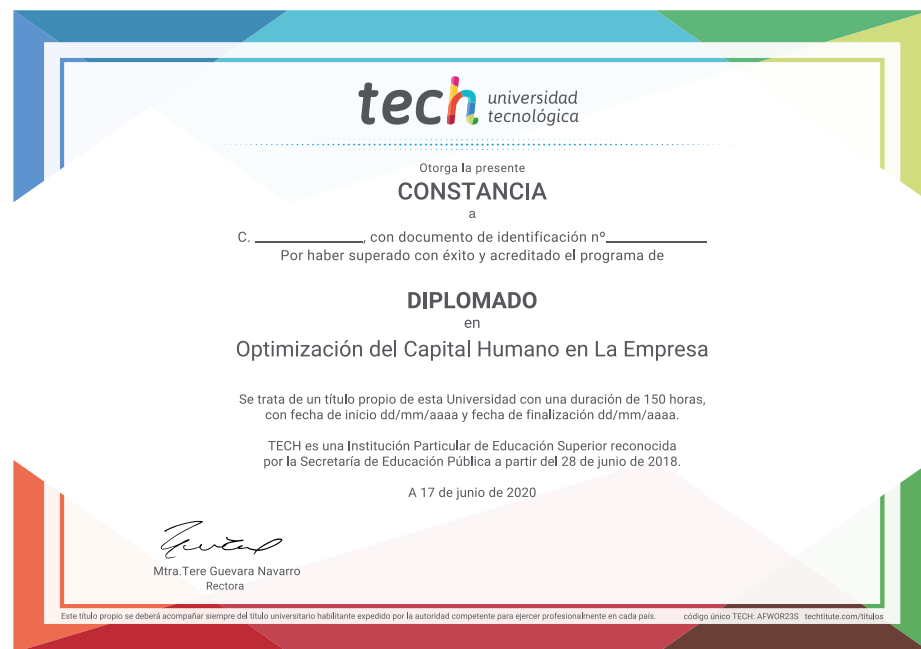 tech universidad
tecnológica
Otorga la presente
CONSTANCIA
a
C. ______________, con documento de identificación nº_____________
Por haber superado con éxito y acreditado el programa de
DIPLOMADO
en
Optimización del Capital Humano en La Empresa
Se trata de un título propio de esta Universidad con una duración de 150 horas,
con fecha de inicio dd/mm/aaaa y fecha de finalización dd/mm/aaaa.
TECH es una Institución Particular de Educación Superior reconocida
por la Secretaría de Educación Pública a partir del 28 de junio de 2018.
A 17 de junio de 2020
Mtra.Tere Guevara Navarro
Rectora
Este título propio se deberá acompañar siempre del título universitario habilitante expedido por la autoridad competente para ejercer profesionalmente en cada país. código único TECH: AFWOR23S techtitute.com/titulos